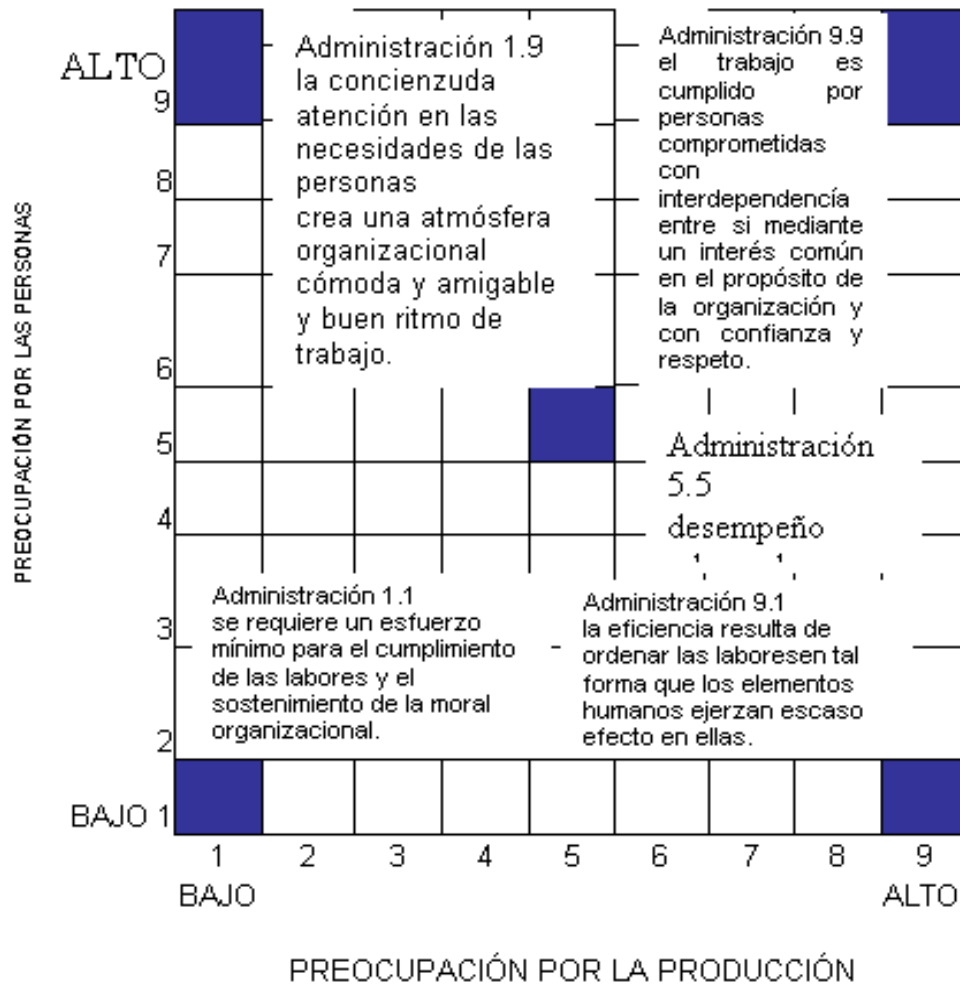 ALTO
9
8
7
6
5
4
3
2
BAJO 1
PREOCUPACIÓN POR LAS PERSONAS
Administración 1.9
la concienzuda
atención en las
necesidades de las
personas
crea una atmósfera
organizacional
cómoda y amigable
y buen ritmo de
trabajo.
Administración 9.9
el trabajo es
cumplido por
personas
comprometidas
con
interdependencía
entre si mediante
un interés común
en el propósito de
la organización y
con confianza y
respeto.
Administración
5.5
desempeño
Administración 1.1
se requiere un esfuerzo
mínimo para el cumplimiento
de las labores y el
sostenimiento de la moral
organizacional.
Administración 9.1
la eficiencia resulta de
ordenar las laboresen tal
forma que los elementos
humanos ejerzan escaso
efecto en ellas.
1 2 3 4 5 6 7 8 9
BAJO ALTO
PREOCUPACIÓN POR LA PRODUCCIÓN